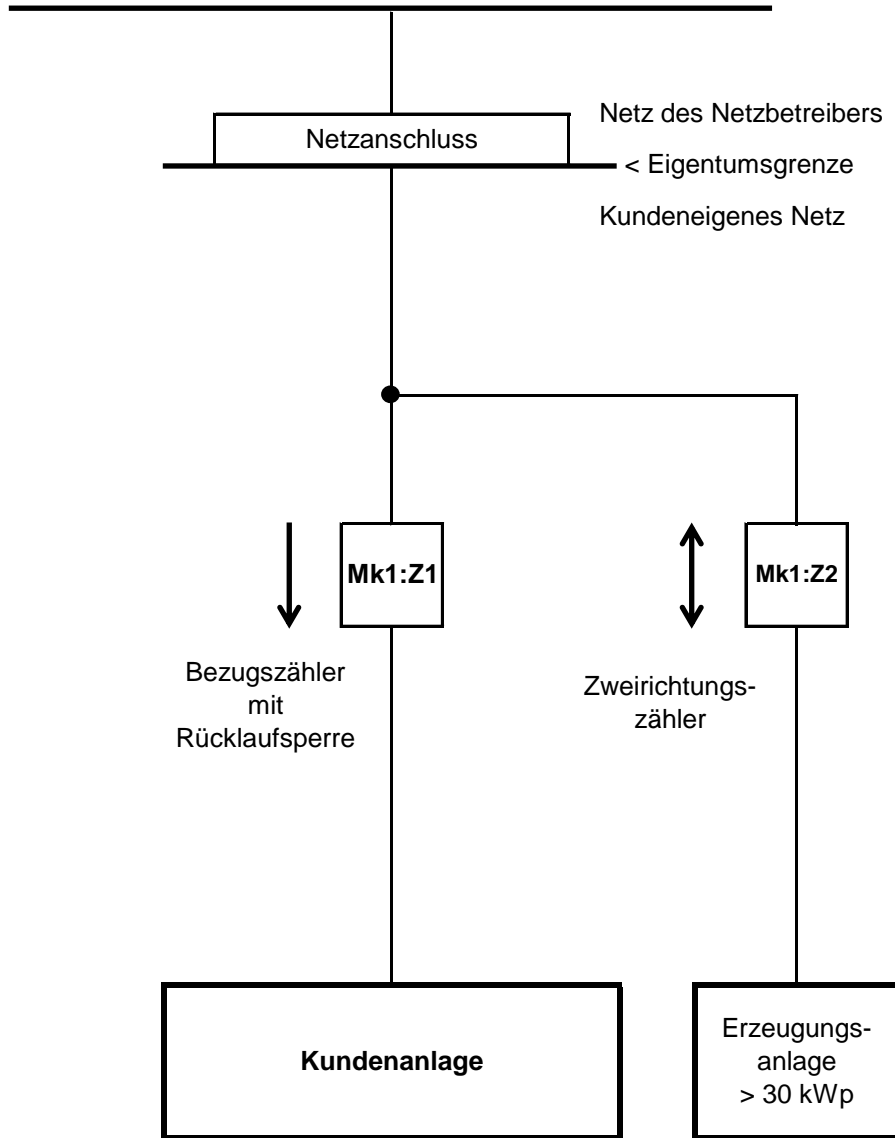 Netzanschluss
Netz des Netzbetreibers
< Eigentumsgrenze
Kundeneigenes Netz
Mk1:Z1
Mk1:Z2
Bezugszähler
mit
Rücklaufsperre
Zweirichtungs-
zähler
Kundenanlage
Erzeugungs-
anlage
> 30 kWp